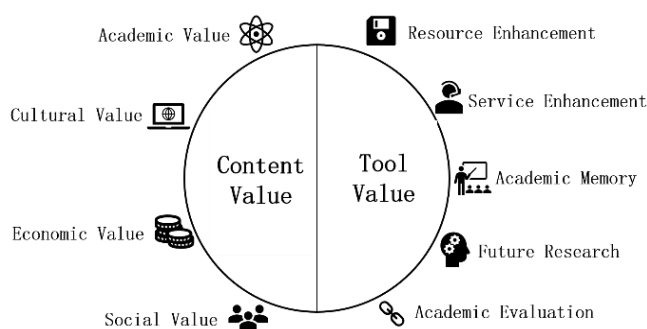 Academic Value
Cultural Value
Economic Value
Social Value
Content
Value
Tool
Value
Resource Enhancement
Service Enhancement
Academic Memory
Future Research
Academic Evaluation